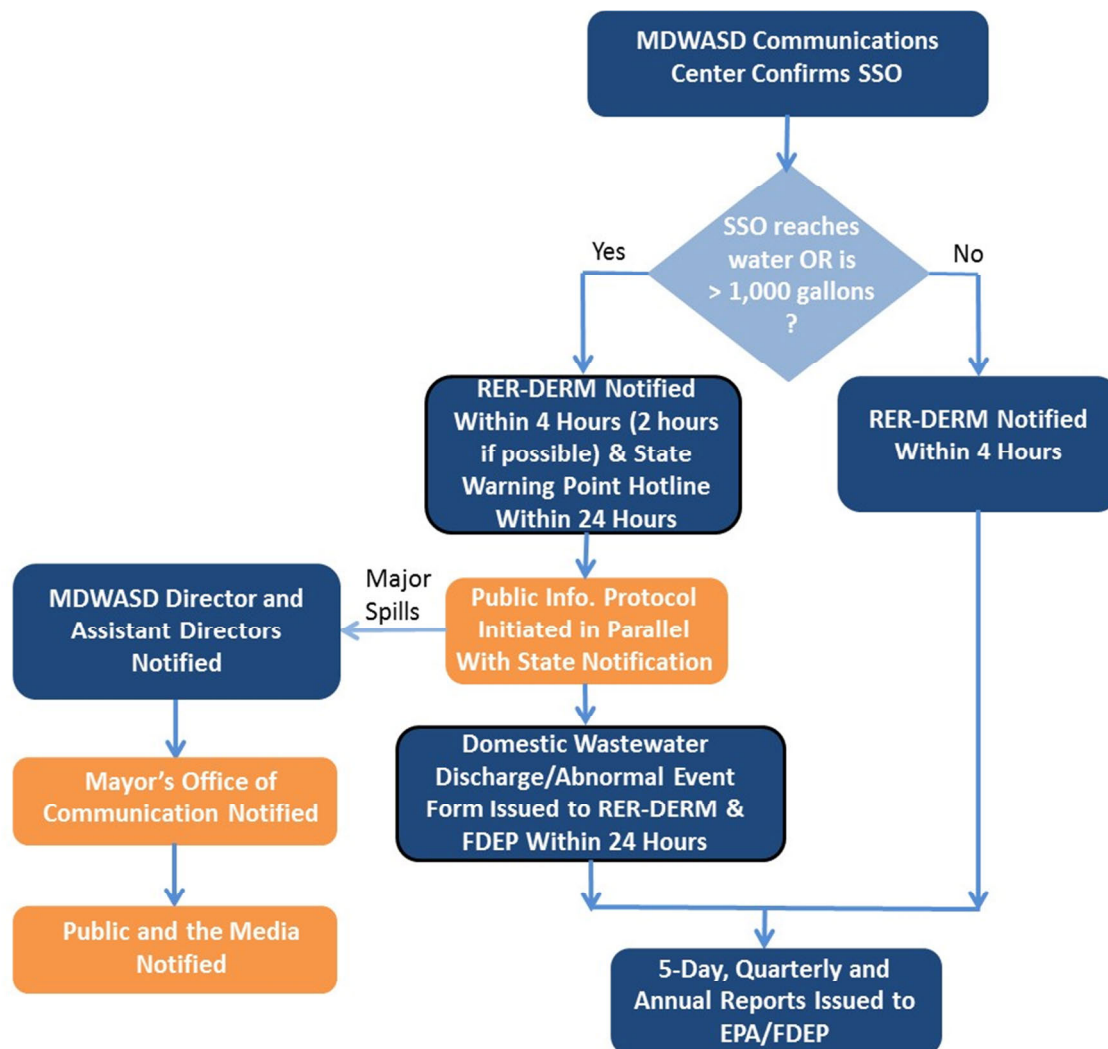 MDWASD Communications
Center Confirms SSO
SSO reaches
water OR is
> 1,000 gallons
?
Yes
No
RER-DERM Notified
Within 4 Hours (2 hours
if possible) & State
Warning Point Hotline
Within 24 Hours
RER-DERM Notified
Within 4 Hours
Public Info. Protocol
Initiated in Parallel
With State Notification
Major
Spills
MDWASD Director and
Assistant Directors
Notified
Mayor’s Office of
Communication Notified
Public and the Media
Notified
Domestic Wastewater
Discharge/Abnormal Event
Form Issued to RER-DERM &
FDEP Within 24 Hours
5-Day, Quarterly and
Annual Reports Issued to
EPA/FDEP